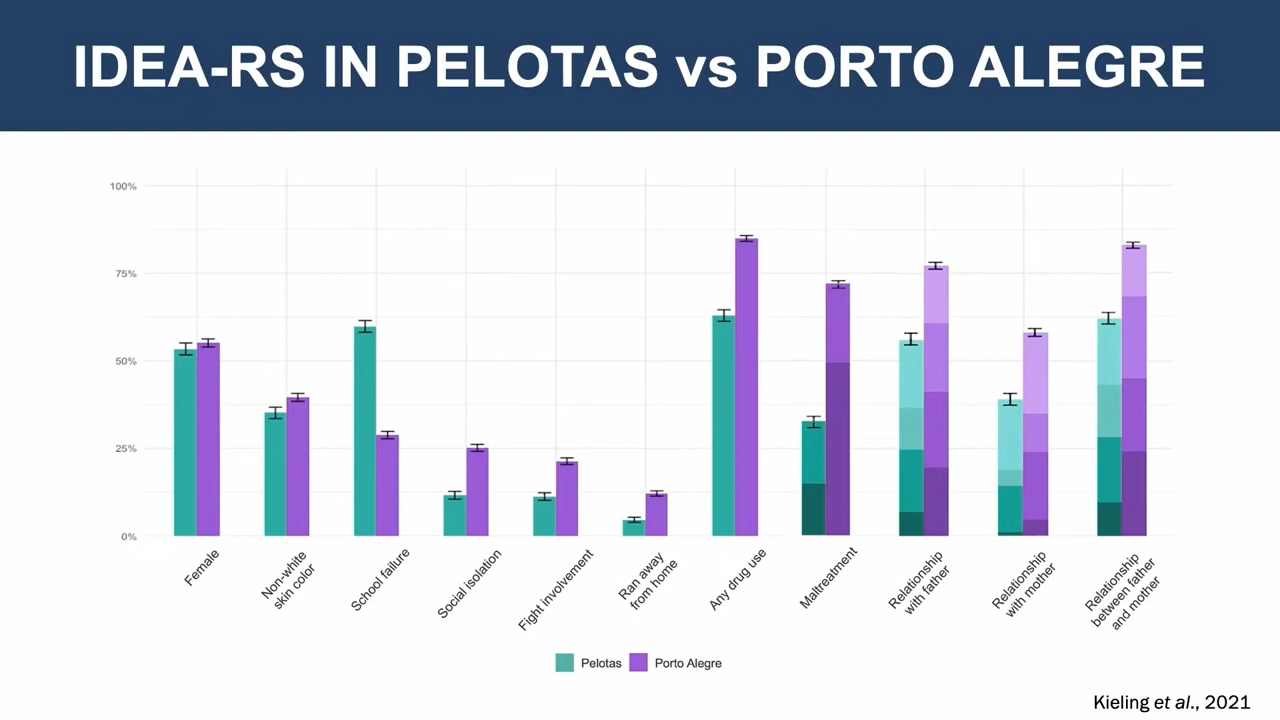 IDEA-RS IN PELOTAS vs PORTO ALEGRE
100%
75%
50%
25%
0%
Female
Non-white
skin color
School failure
Social isolation
Fight involvement
Ran away
from home
Any drug use
Maltreatment
Relationship
with father
Relationship
with mother
Relationship
between father
and mother
Pelotas
Porto Alegre
Kieling et al., 2021